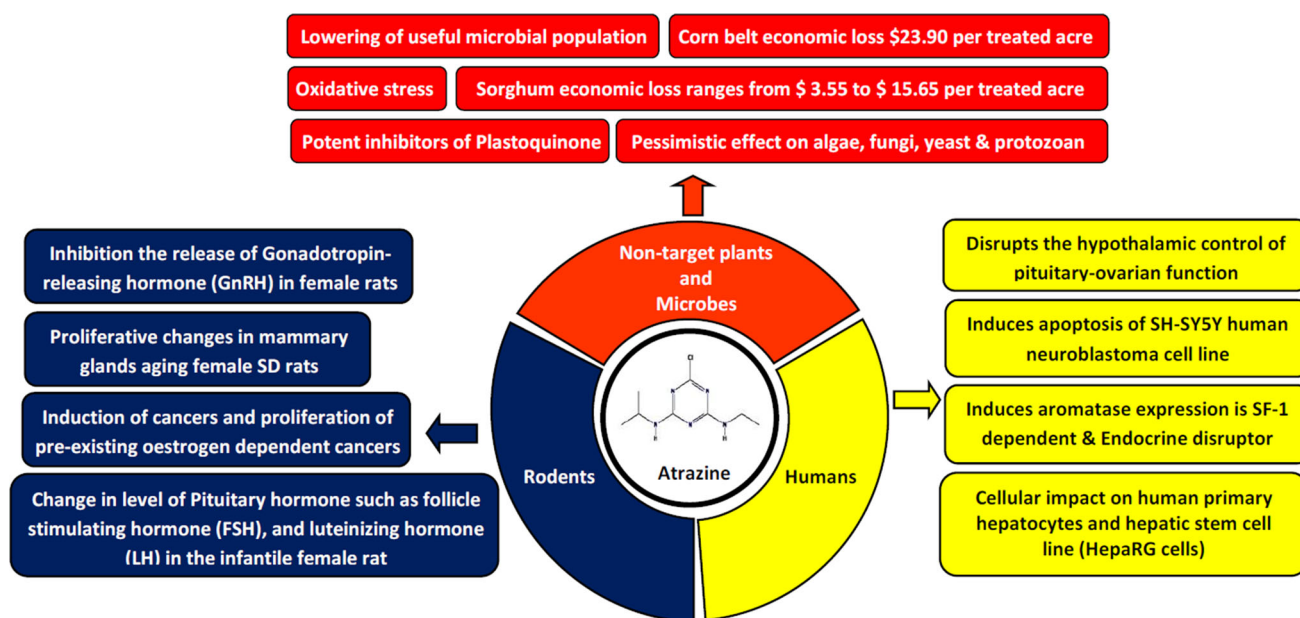 Lowering of useful microbial population
Corn belt economic loss $23.90 per treated acre
Oxidative stress
Sorghum economic loss ranges from $ 3.55 to $ 15.65 per treated acre
Potent inhibitors of Plastoquinone
Pessimistic effect on algae, fungi, yeast & protozoan
Inhibition the release of Gonadotropin-
releasing hormone (GnRH) in female rats
Proliferative changes in mammary
glands aging female SD rats
Induction of cancers and proliferation of
pre-existing oestrogen dependent cancers
Change in level of Pituitary hormone such as follicle
stimulating hormone (FSH), and luteinizing hormone
(LH) in the infantile female rat
Non-target plants
and
Microbes
Cl
N
N
N
N
N
H
H
Atrazine
Rodents
Humans
Disrupts the hypothalamic control of
pituitary-ovarian function
Induces apoptosis of SH-SY5Y human
neuroblastoma cell line
Induces aromatase expression is SF-1
dependent & Endocrine disruptor
Cellular impact on human primary
hepatocytes and hepatic stem cell
line (HepaRG cells)